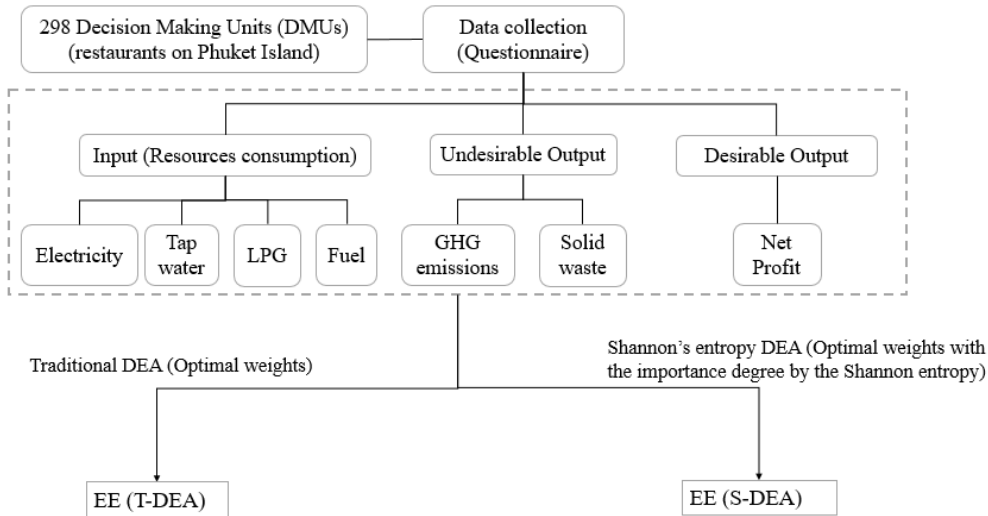 298 Decision Making Units (DMUs)
(restaurants on Phuket Island)
Data collection
(Questionnaire)
Input (Resources consumption)
Undesirable Output
Desirable Output
Electricity
Tap
water
LPG
Fuel
GHG
emissions
Solid
waste
Net
Profit
Traditional DEA (Optimal weights)
Shannon's entropy DEA (Optimal weights with
the importance degree by the Shannon entropy)
EE (T-DEA)
EE (S-DEA)